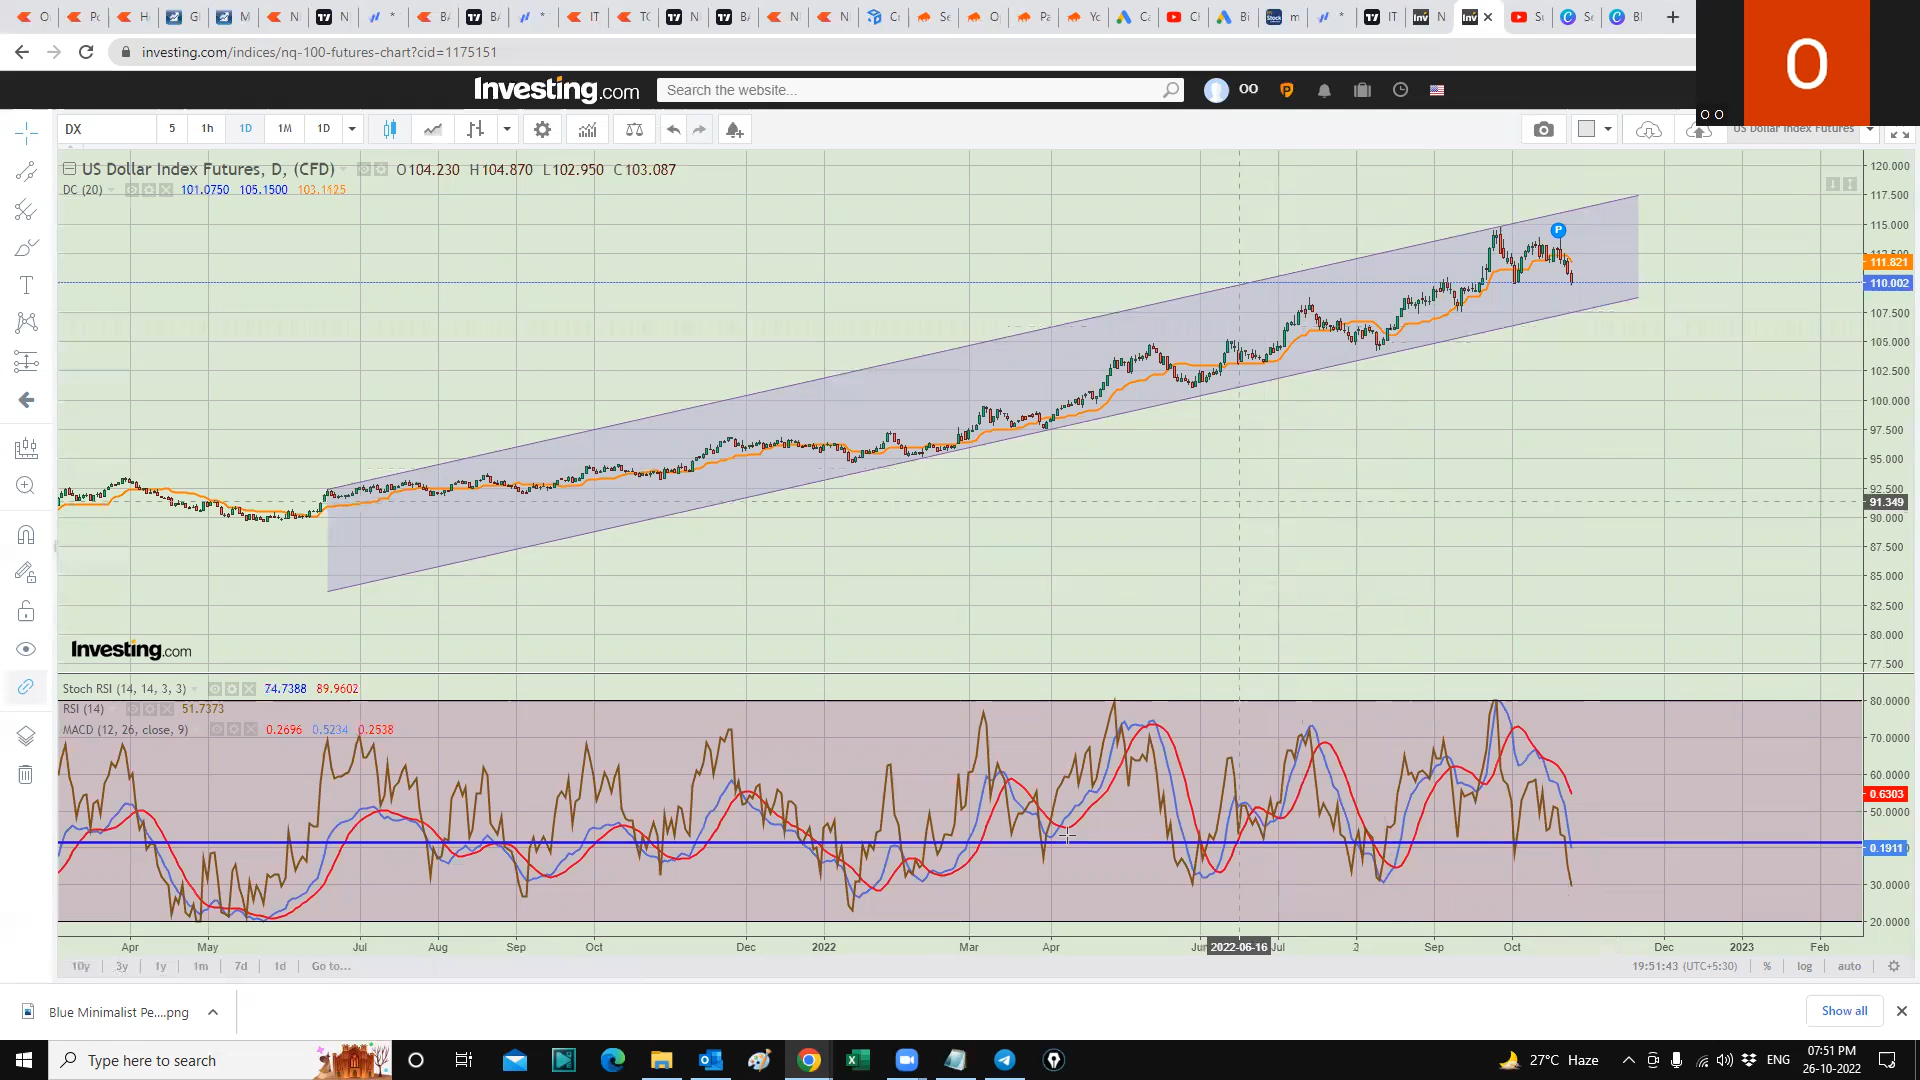 investing.com/indices/nq-100-futures-chart?cid=1175151
Investing.com
Search the website...
OO
O
O O
DX
5 1h 1D 1M 1D
US Dollar Index Futures
US Dollar Index Futures, D, (CFD) O104.230 H104.870 L102.950 C103.087
DC (20) 101.0750 105.1500 103.1125
P
120.000
117.500
115.000
111.821
110.002
107.500
105.000
102.500
100.000
97.500
95.000
92.500
91.349
90.000
87.500
85.000
82.500
80.000
77.500
Investing.com
Stoch RSI (14, 14, 3, 3) 74.7388 89.9602
RSI (14) 51.7373
MACD (12, 26, close, 9) 0.2696 0.5234 0.2538
80.0000
70.0000
60.0000
0.6303
50.0000
0.1911
30.0000
20.0000
Apr May Jul Aug Sep Oct Dec 2022 Mar Apr Jun 2022-06-16 Jul 2 Sep Oct Dec 2023 Feb
10y 3y 1y 1m 7d 1d Go to...
19:51:43 (UTC+5:30) % log auto
Blue Minimalist Pe....png
Show all
Type here to search
27°C Haze
ENG
07:51 PM
26-10-2022